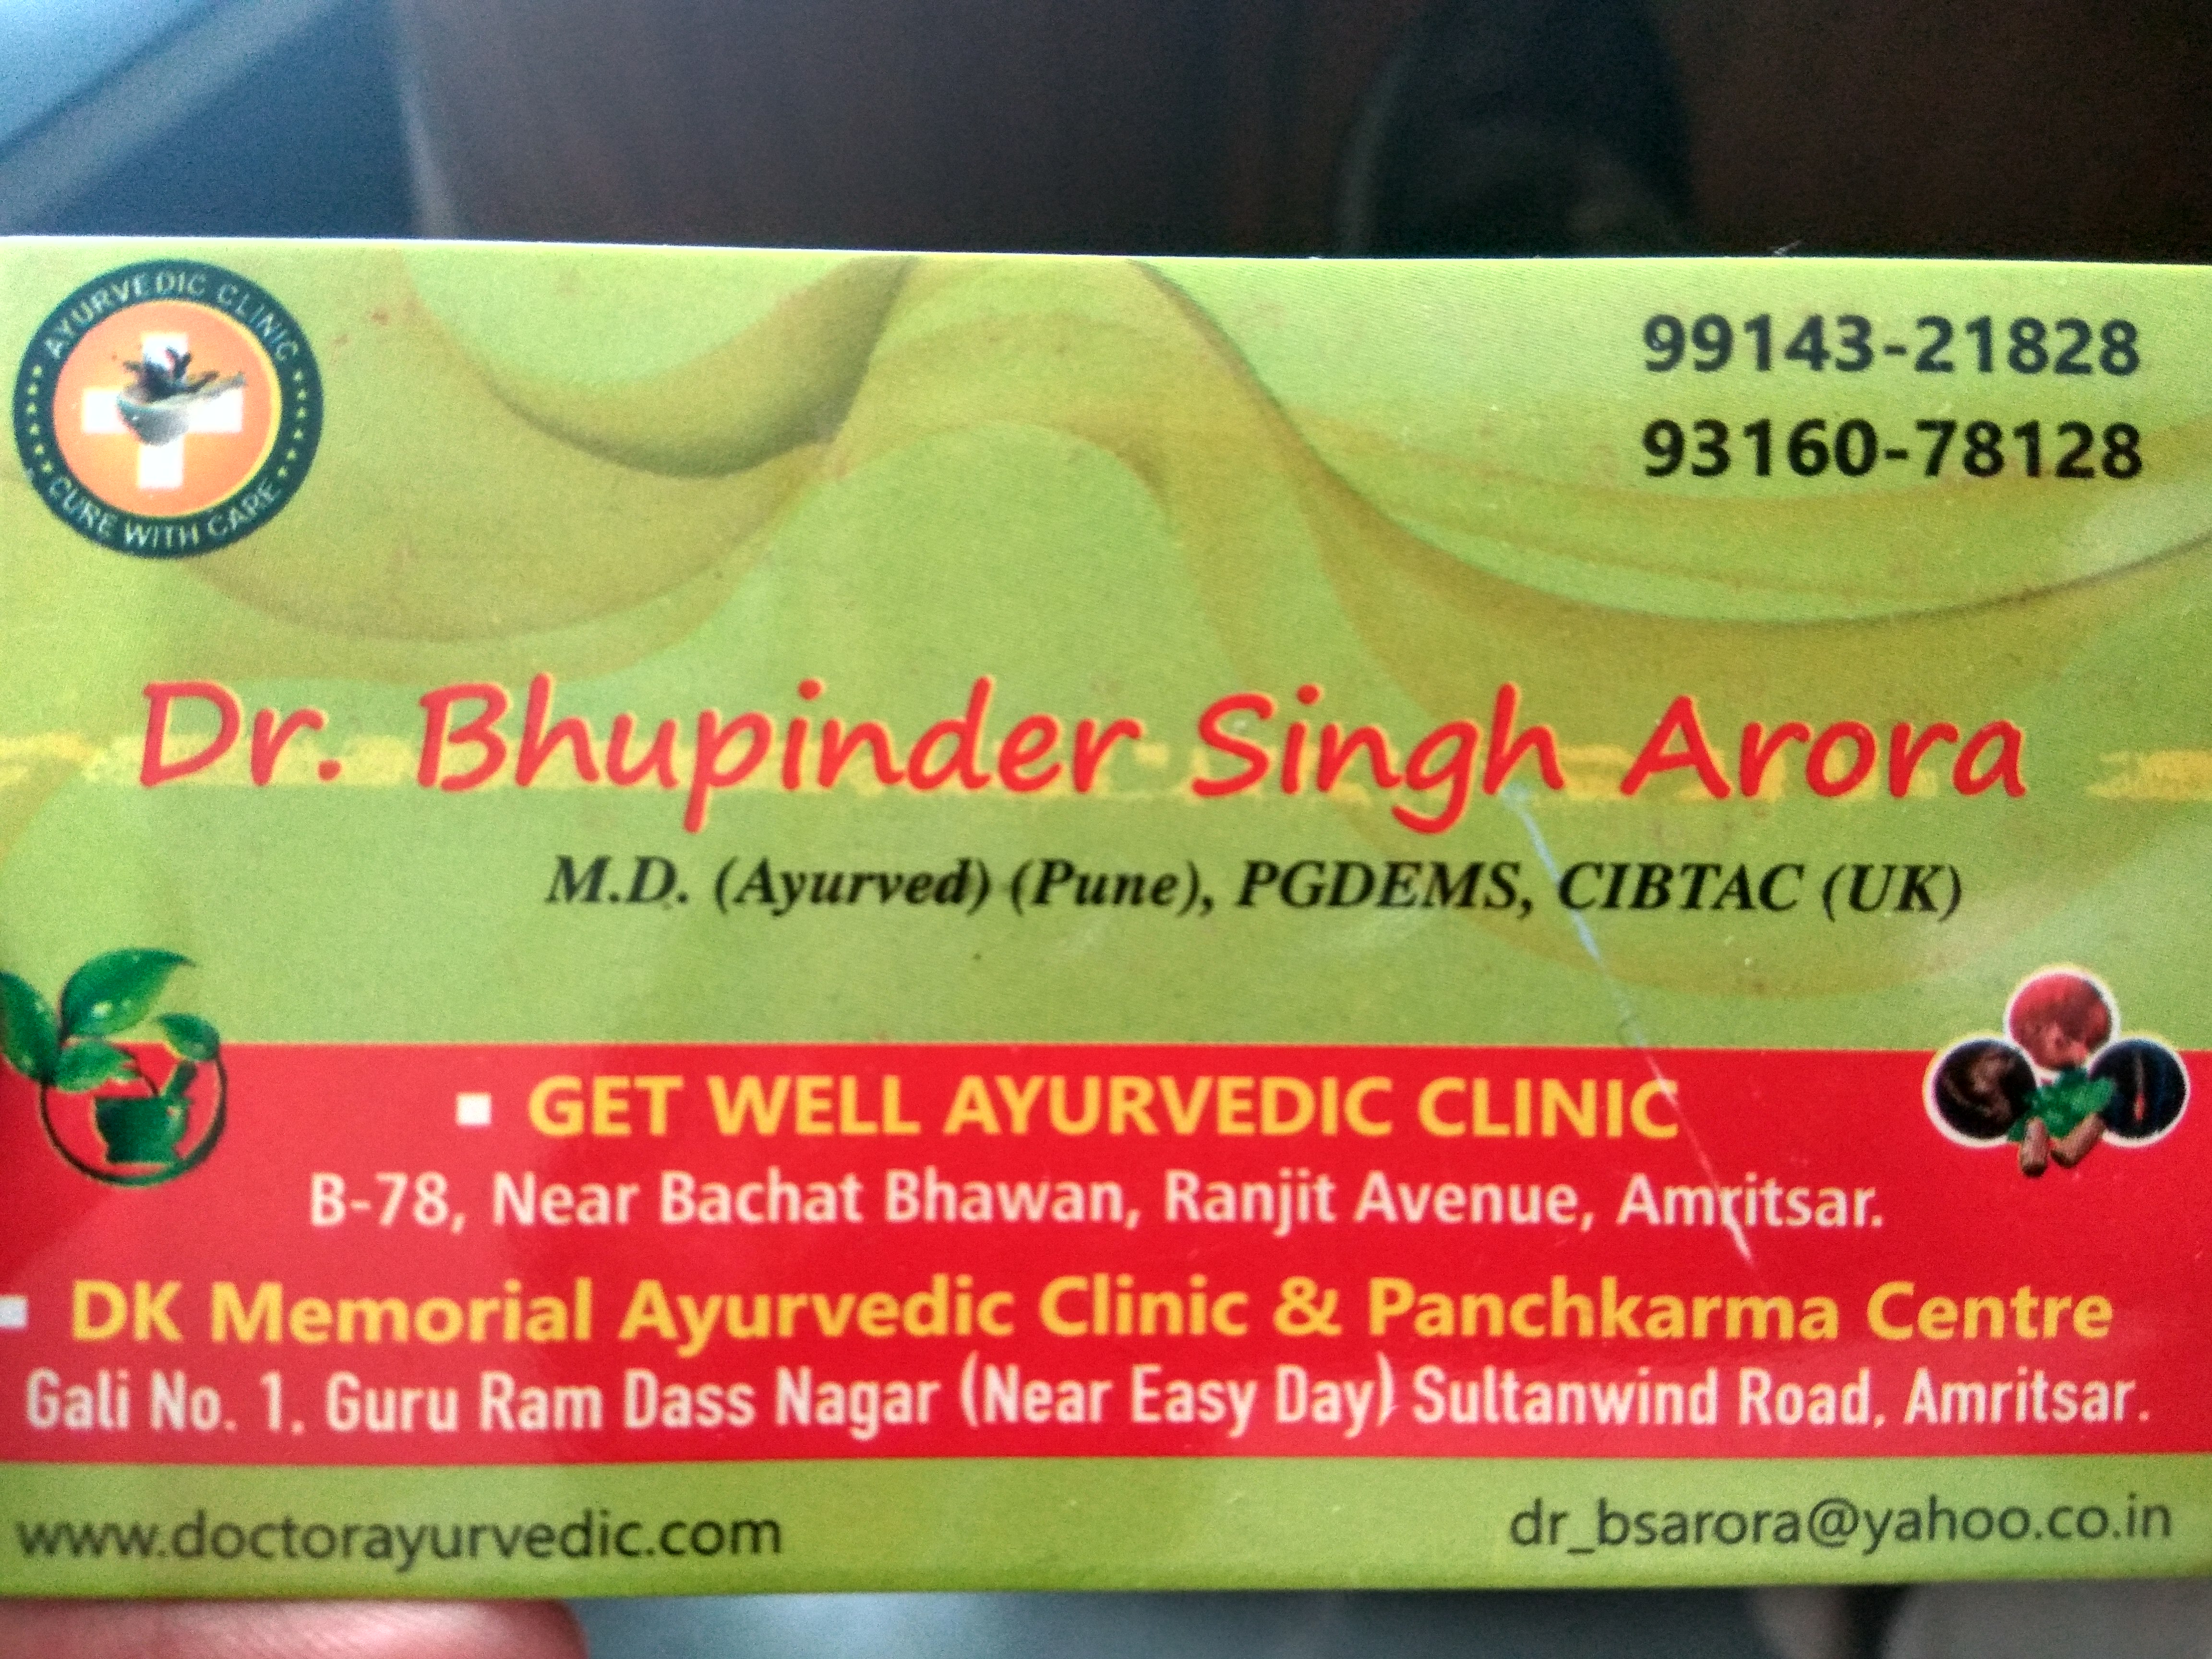 AYURVEDIC CLINIC
CURE WITH CARE
99143-21828
93160-78128
Dr. Bhupinder Singh Arora
M.D. (Ayurved) (Pune), PGDEMS, CIBTAC (UK)
▪ GET WELL AYURVEDIC CLINIC
B-78, Near Bachat Bhawan, Ranjit Avenue, Amritsar.
▪ DK Memorial Ayurvedic Clinic & Panchkarma Centre
Gali No. 1, Guru Ram Dass Nagar (Near Easy Day) Sultanwind Road, Amritsar.
www.doctorayurvedic.com
dr_bsarora@yahoo.co.in